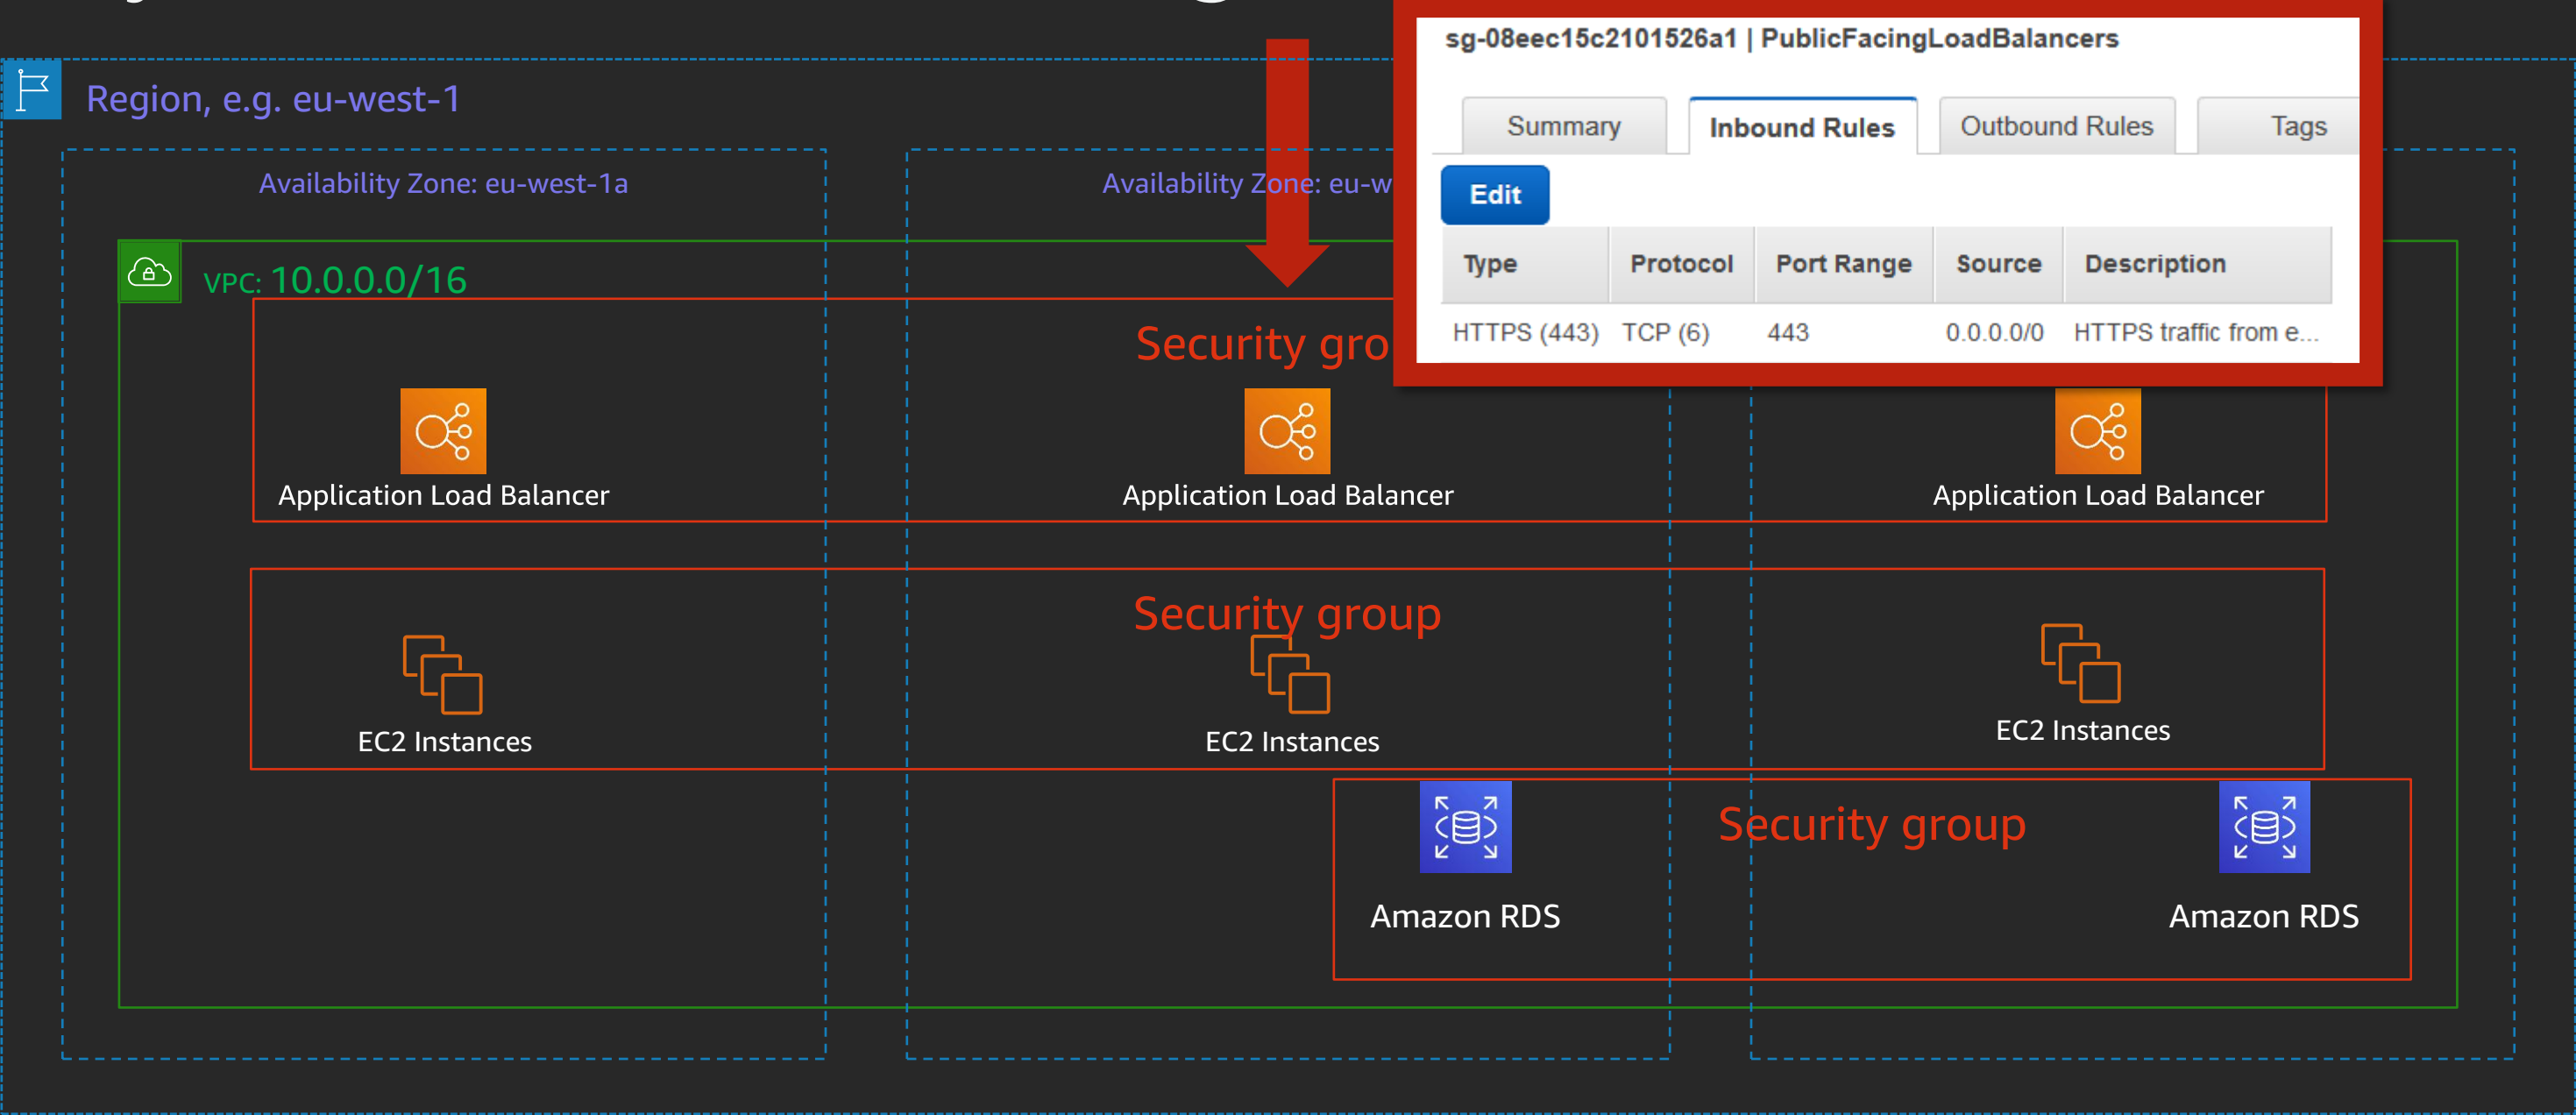 sg-08eec15c2101526a1 | PublicFacingLoadBalancers
Summary
Inbound Rules
Outbound Rules
Tags
Edit
Type Protocol Port Range Source Description
HTTPS (443) TCP (6) 443 0.0.0.0/0 HTTPS traffic from e...
Region, e.g. eu-west-1
Availability Zone: eu-west-1a
Availability Zone: eu-w
VPC: 10.0.0.0/16
Security gro
Application Load Balancer
Application Load Balancer
Application Load Balancer
Security group
EC2 Instances
EC2 Instances
EC2 Instances
Security group
Amazon RDS
Amazon RDS